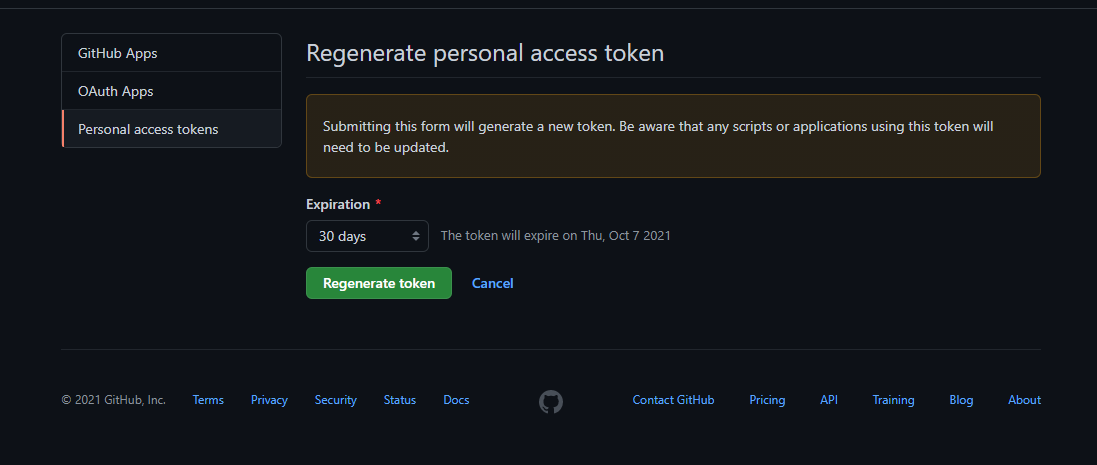 GitHub Apps
OAuth Apps
Personal access tokens
Regenerate personal access token
Submitting this form will generate a new token. Be aware that any scripts or applications using this token will
need to be updated.
Expiration *
30 days The token will expire on Thu, Oct 7 2021
Regenerate token Cancel
© 2021 GitHub, Inc. Terms Privacy Security Status Docs Contact GitHub Pricing API Training Blog About